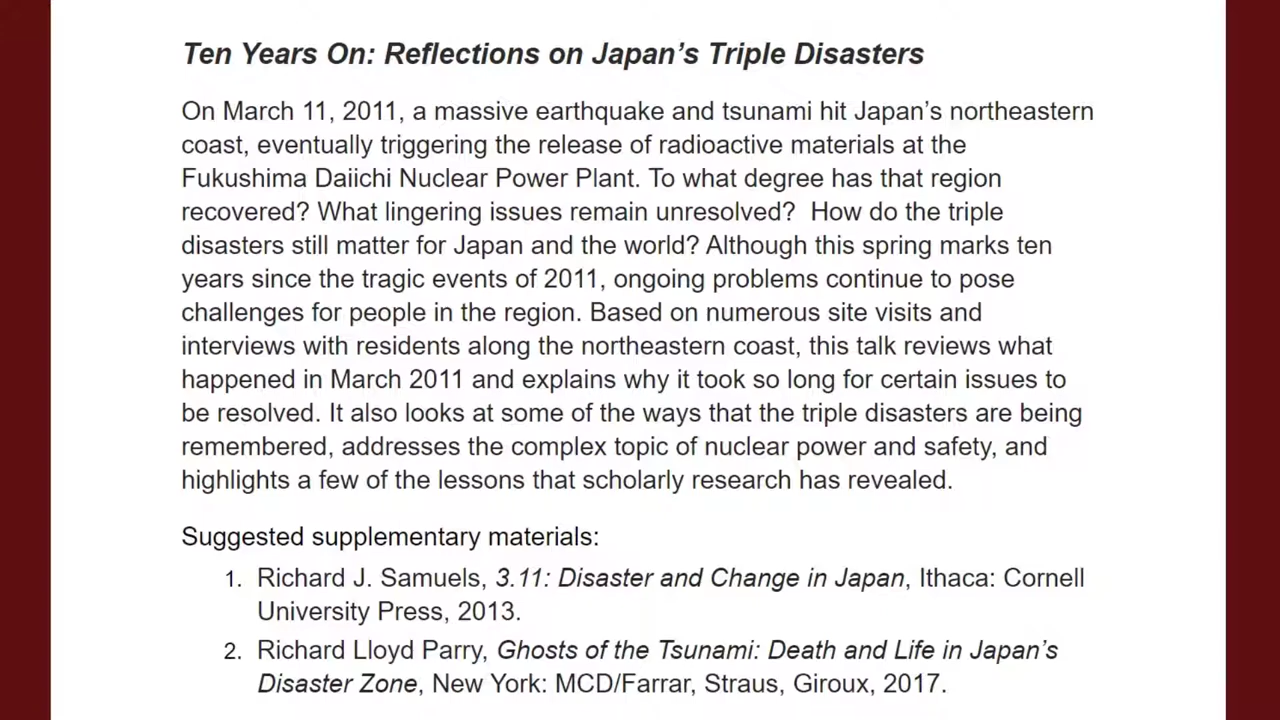 Ten Years On: Reflections on Japan’s Triple Disasters
On March 11, 2011, a massive earthquake and tsunami hit Japan’s northeastern
coast, eventually triggering the release of radioactive materials at the
Fukushima Daiichi Nuclear Power Plant. To what degree has that region
recovered? What lingering issues remain unresolved?  How do the triple
disasters still matter for Japan and the world? Although this spring marks ten
years since the tragic events of 2011, ongoing problems continue to pose
challenges for people in the region. Based on numerous site visits and
interviews with residents along the northeastern coast, this talk reviews what
happened in March 2011 and explains why it took so long for certain issues to
be resolved. It also looks at some of the ways that the triple disasters are being
remembered, addresses the complex topic of nuclear power and safety, and
highlights a few of the lessons that scholarly research has revealed.
Suggested supplementary materials:
1. Richard J. Samuels, 3.11: Disaster and Change in Japan, Ithaca: Cornell
University Press, 2013.
2. Richard Lloyd Parry, Ghosts of the Tsunami: Death and Life in Japan’s
Disaster Zone, New York: MCD/Farrar, Straus, Giroux, 2017.